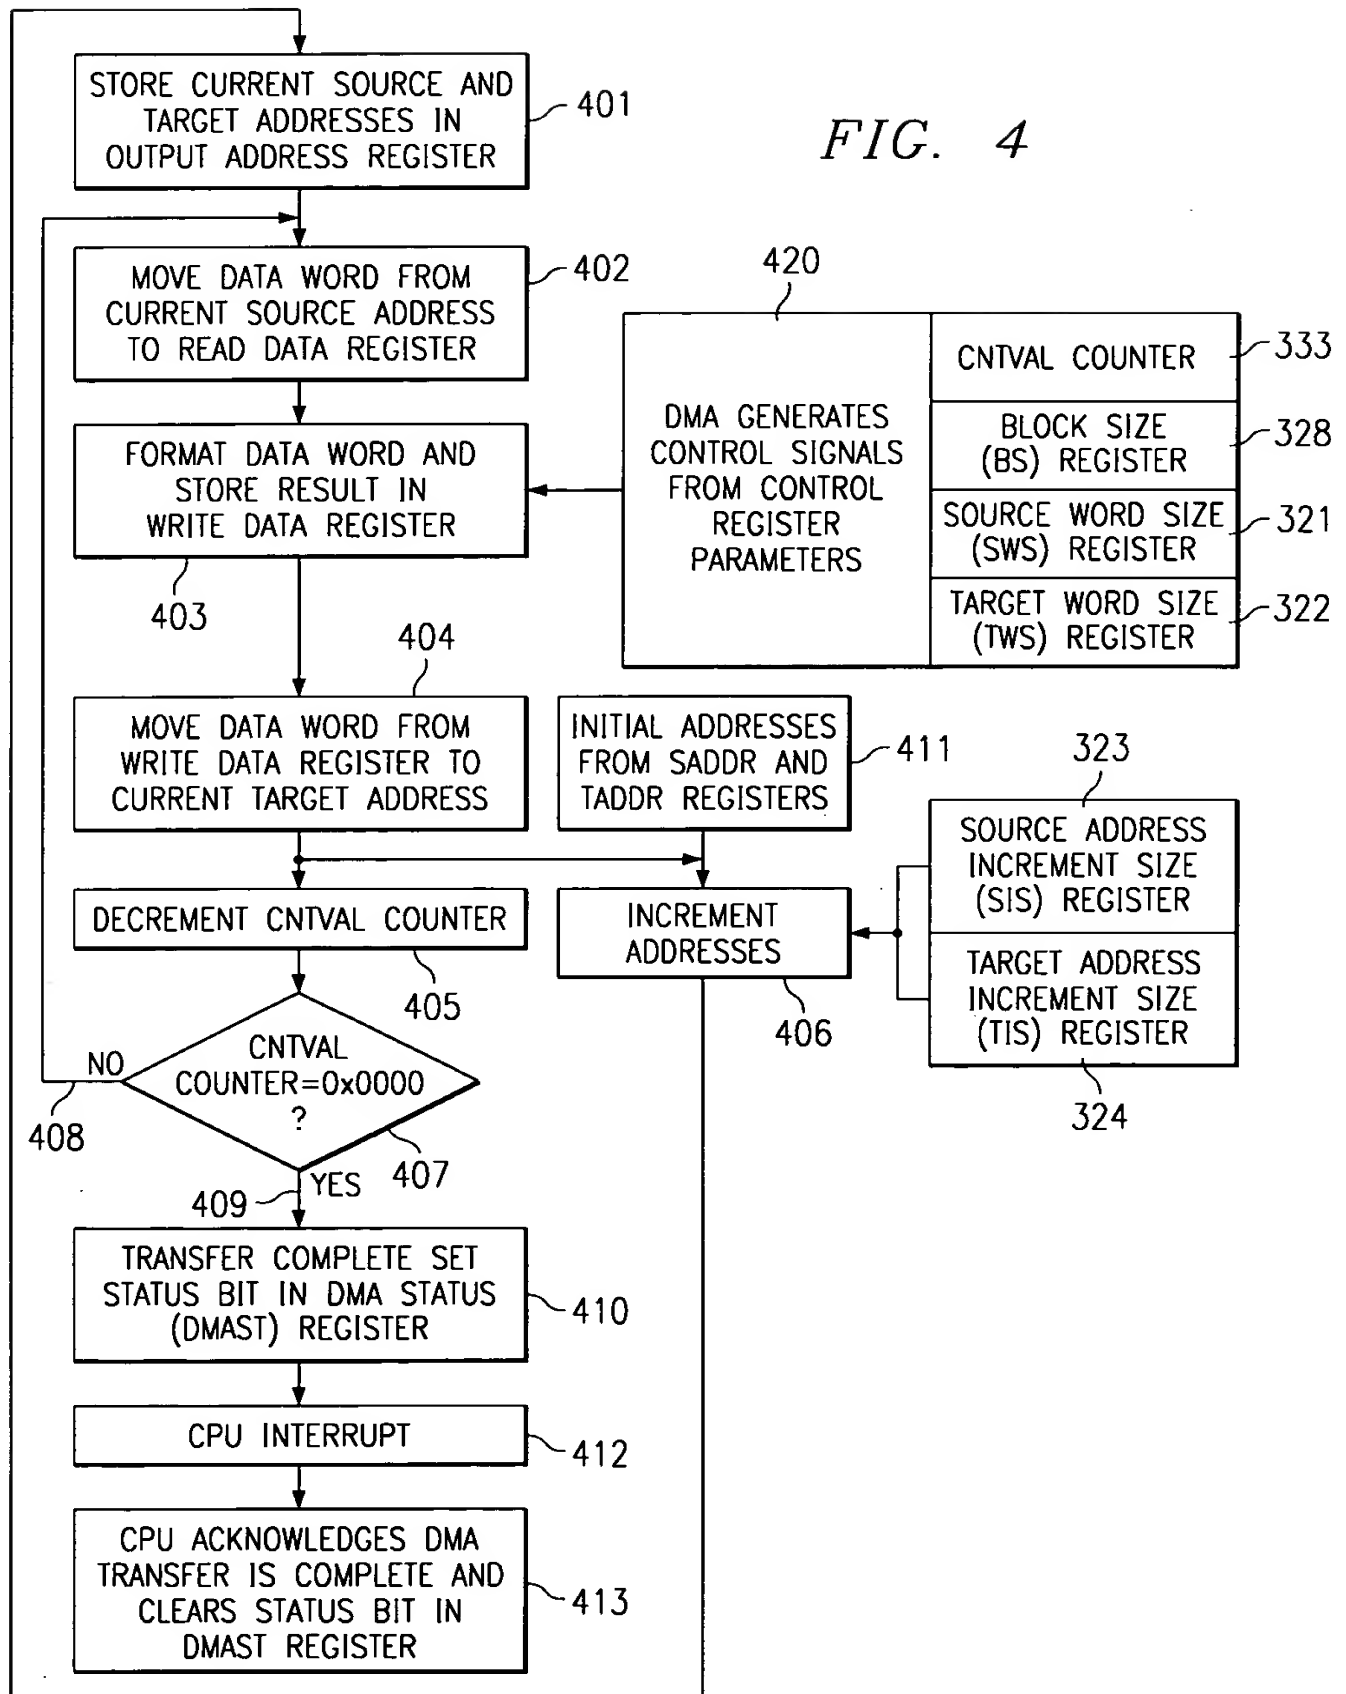 STORE CURRENT SOURCE AND
TARGET ADDRESSES IN
OUTPUT ADDRESS REGISTER
401
FIG. 4
MOVE DATA WORD FROM
CURRENT SOURCE ADDRESS
TO READ DATA REGISTER
402
FORMAT DATA WORD AND
STORE RESULT IN
WRITE DATA REGISTER
403
420
DMA GENERATES
CONTROL SIGNALS
FROM CONTROL
REGISTER
PARAMETERS
CNTVAL COUNTER
333
BLOCK SIZE
(BS) REGISTER
328
SOURCE WORD SIZE
(SWS) REGISTER
321
TARGET WORD SIZE
(TWS) REGISTER
322
404
MOVE DATA WORD FROM
WRITE DATA REGISTER TO
CURRENT TARGET ADDRESS
INITIAL ADDRESSES
FROM SADDR AND
TADDR REGISTERS
411
323
SOURCE ADDRESS
INCREMENT SIZE
(SIS) REGISTER
TARGET ADDRESS
INCREMENT SIZE
(TIS) REGISTER
324
DECREMENT CNTVAL COUNTER
405
INCREMENT
ADDRESSES
406
CNTVAL
COUNTER=0x0000
?
407
NO
408
YES
409
TRANSFER COMPLETE SET
STATUS BIT IN DMA STATUS
(DMAST) REGISTER
410
CPU INTERRUPT
412
CPU ACKNOWLEDGES DMA
TRANSFER IS COMPLETE AND
CLEARS STATUS BIT IN
DMAST REGISTER
413